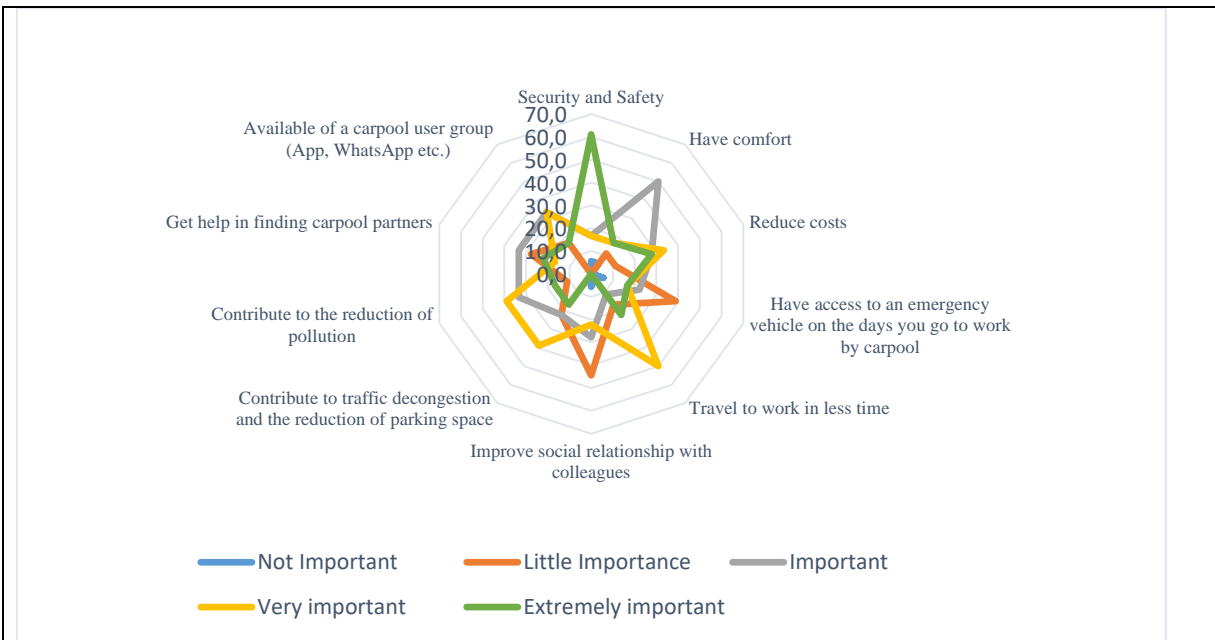 Security and Safety
70,0
60,0
50,0
40,0
30,0
20,0
10,0
0,0
Have comfort
Reduce costs
Have access to an emergency
vehicle on the days you go to work
by carpool
Travel to work in less time
Improve social relationship with
colleagues
Contribute to traffic decongestion
and the reduction of parking space
Contribute to the reduction of
pollution
Get help in finding carpool partners
Available of a carpool user group
(App, WhatsApp etc.)
Not Important
Little Importance
Important
Very important
Extremely important